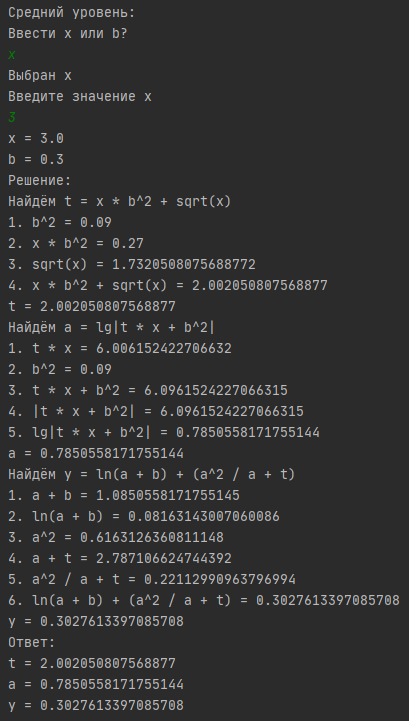 Средний уровень:
Ввести x или b?
x
Выбран x
Введите значение x
3
x = 3.0
b = 0.3
Решение:
Найдём t = x * b^2 + sqrt(x)
1. b^2 = 0.09
2. x * b^2 = 0.27
3. sqrt(x) = 1.7320508075688772
4. x * b^2 + sqrt(x) = 2.002050807568877
t = 2.002050807568877
Найдём a = lg|t * x + b^2|
1. t * x = 6.006152422706632
2. b^2 = 0.09
3. t * x + b^2 = 6.0961524227066315
4. |t * x + b^2| = 6.0961524227066315
5. lg|t * x + b^2| = 0.7850558171755144
a = 0.7850558171755144
Найдём y = ln(a + b) + (a^2 / a + t)
1. a + b = 1.0850558171755145
2. ln(a + b) = 0.08163143007060086
3. a^2 = 0.6163126360811148
4. a + t = 2.787106624744392
5. a^2 / a + t = 0.22112990963796994
6. ln(a + b) + (a^2 / a + t) = 0.3027613397085708
y = 0.3027613397085708
Ответ:
t = 2.002050807568877
a = 0.7850558171755144
y = 0.3027613397085708